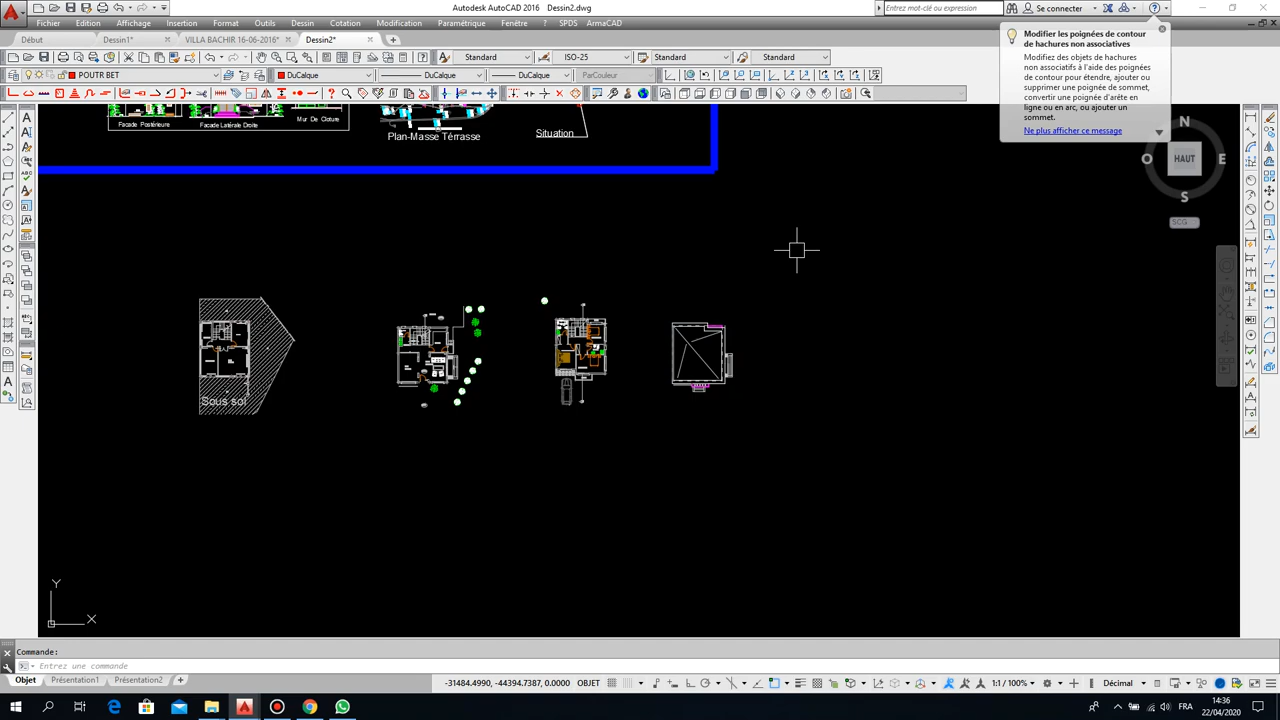 Autodesk AutoCAD 2016 Dessin2.dwg
Entrez mot-clé ou expression
Se connecter
Fichier Edition Affichage Insertion Format Outils Dessin Cotation Modification Paramétrique Fenêtre ? SPDS ArmaCAD
Début Dessin1* VILLA BACHIR 16-06-2016* Dessin2*
Standard ISO-25 Standard Standard
POUTR BET DuCalque DuCalque DuCalque ParCouleur
Modifier les poignées de contour
de hachures non associatives
Modifiez des objets de hachures
non associatifs à l'aide des poignées
de contour pour étendre, ajouter ou
supprimer une poignée de sommet,
convertir une poignée d'arête en
ligne ou en arc, ou ajouter un
sommet.
Ne plus afficher ce message
Facade Postérieure Facade Latérale Droite Mur De Cloture
Plan-Masse Térrasse Situation
N
O HAUT E
S
SCG
Sous sol
Y
X
Commande:
Entrez une commande
Objet Présentation1 Présentation2 +
-31484.4990, -44394.7387, 0.0000 OBJET 1:1 / 100% Décimal
FRA
14:36
22/04/2020